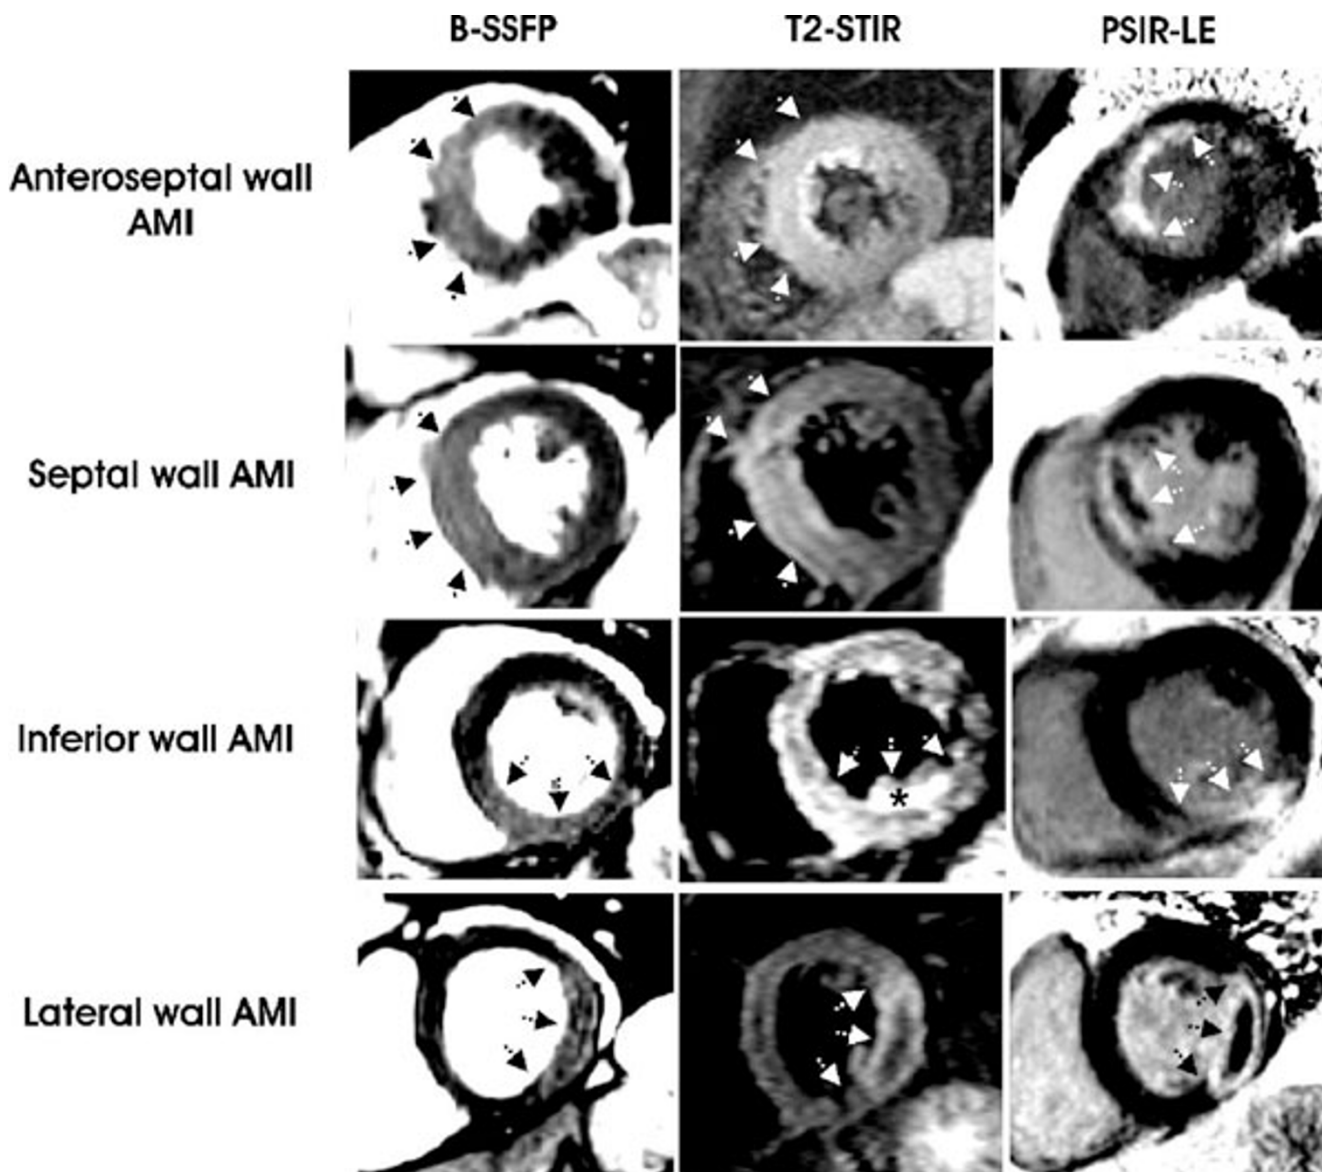 B-SSFP T2-STIR PSIR-LE
Anteroseptal wall
AMI
Septal wall AMI
Inferior wall AMI
*
Lateral wall AMI